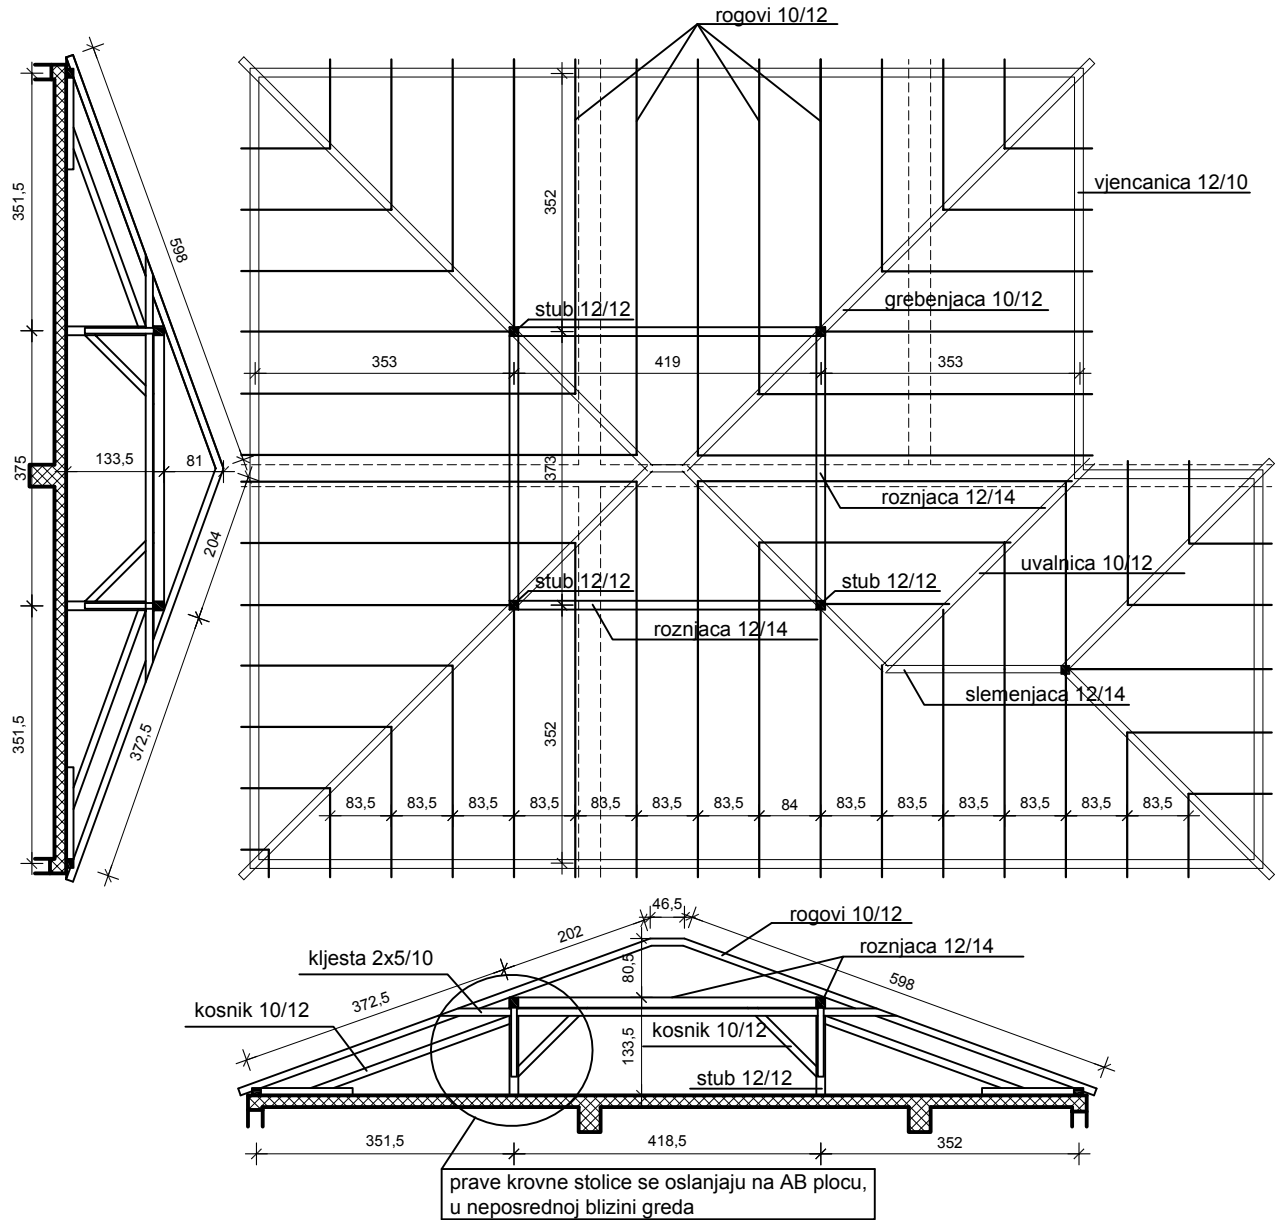 rogovi 10/12
vjencanica 12/10
grebenjaca 10/12
stub 12/12
352
353
419
353
351,5
598
375
133,5
81
204
373
roznjaca 12/14
uvalnica 10/12
stub 12/12
stub 12/12
roznjaca 12/14
slemenjaca 12/14
351,5
372,5
352
83,5
83,5
83,5
83,5
83,5
83,5
83,5
84
83,5
83,5
83,5
83,5
83,5
83,5
46,5
rogovi 10/12
202
roznjaca 12/14
kljesta 2x5/10
80,5
598
372,5
kosnik 10/12
kosnik 10/12
133,5
stub 12/12
351,5
418,5
352
prave krovne stolice se oslanjaju na AB plocu,
u neposrednoj blizini greda